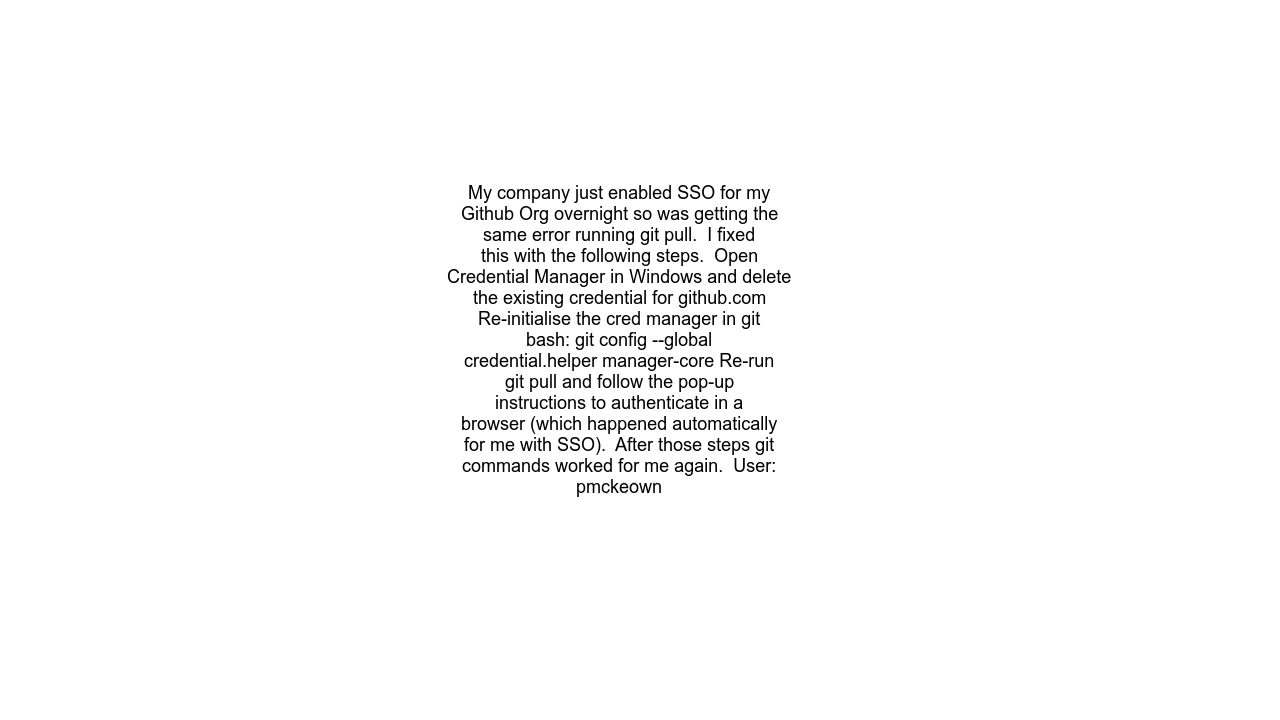 My company just enabled SSO for my
Github Org overnight so was getting the
same error running git pull.  I fixed
this with the following steps.  Open
Credential Manager in Windows and delete
the existing credential for github.com
Re-initialise the cred manager in git
bash: git config --global
credential.helper manager-core Re-run
git pull and follow the pop-up
instructions to authenticate in a
browser (which happened automatically
for me with SSO).  After those steps git
commands worked for me again.  User:
pmckeown